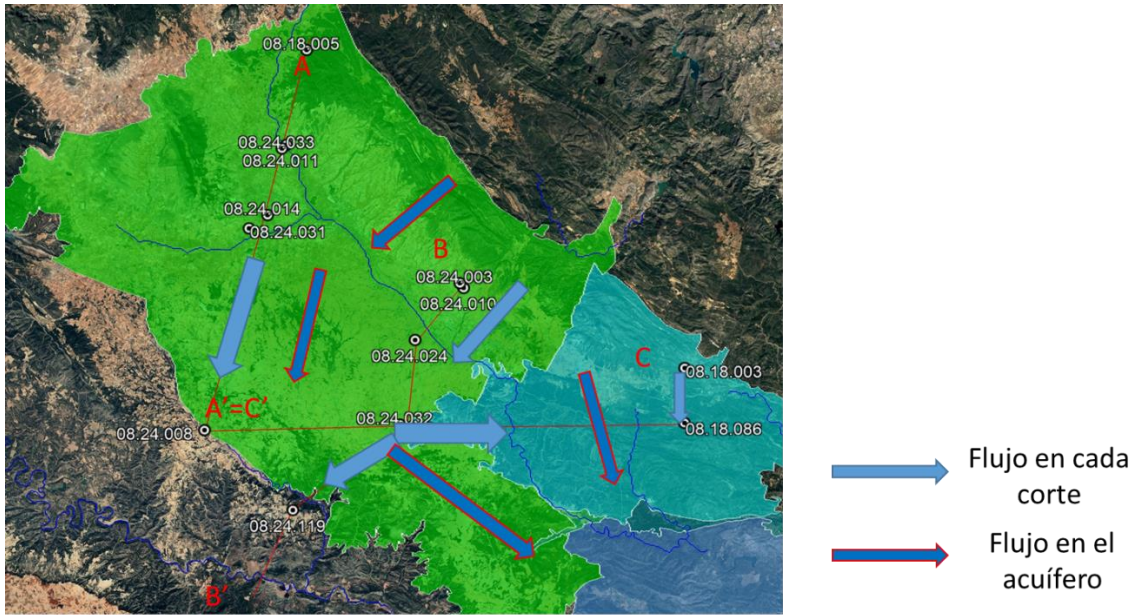 08.18.005
A
08.24.033
08.24.011
08.24.014
08.24.031
B
08.24.003
08.24.010
08.24.024
C
08.18.003
A'=C'
08.24.032
08.24.008
08.18.086
08.24.119
B'
Flujo en cada
corte
Flujo en el
acuífero